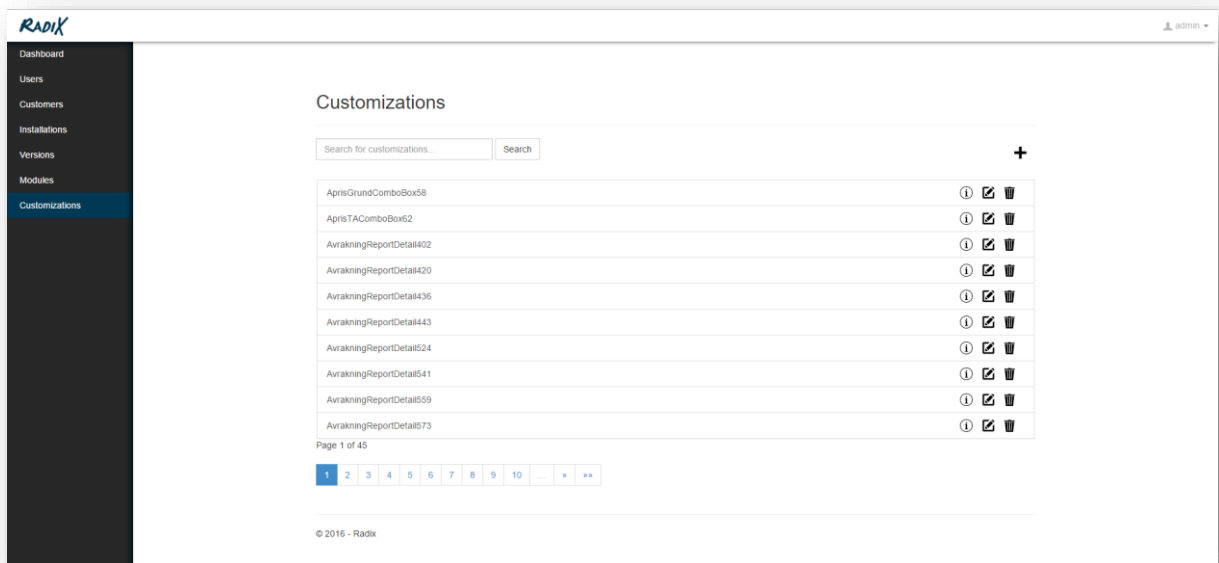 RADIX
admin
Dashboard
Users
Customers
Installations
Versions
Modules
Customizations
Customizations
Search for customizations...
Search
AprisGrundComboBox58
AprisTAComboBox62
AvrakningReportDetail402
AvrakningReportDetail420
AvrakningReportDetail436
AvrakningReportDetail443
AvrakningReportDetail524
AvrakningReportDetail541
AvrakningReportDetail559
AvrakningReportDetail573
Page 1 of 45
1 2 3 4 5 6 7 8 9 10 ... » »»
© 2016 - Radix